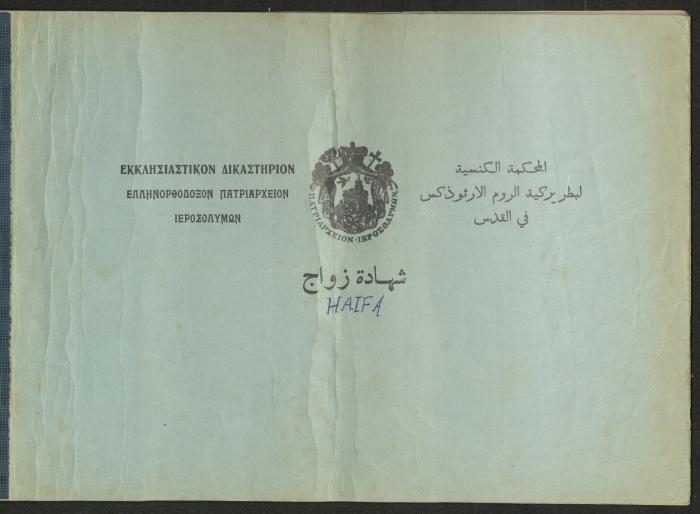 ΕΚΚΛΗΣΙΑΣΤΙΚΟΝ ΔΙΚΑΣΤΗΡΙΟΝ
ΕΛΛΗΝΟΡΘΟΔΟΞΟΝ ΠΑΤΡΙΑΡΧΕΙΟΝ
ΙΕΡΟΣΟΛΥΜΩΝ
ΠΑΤΡΙΑΡΧΕΙΟΝ·ΙΕΡΟΣΟΛΥΜΩΝ
المحكمة الكنسية
لبطريركية الروم الارثوذكس
في القدس
شهادة زواج
HAIFA